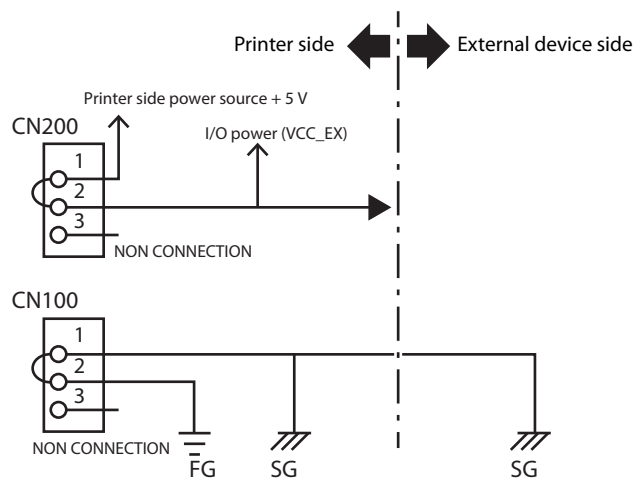 Printer side
External device side
Printer side power source + 5 V
CN200
I/O power (VCC_EX)
1
2
3
NON CONNECTION
CN100
1
2
3
NON CONNECTION
FG
SG
SG